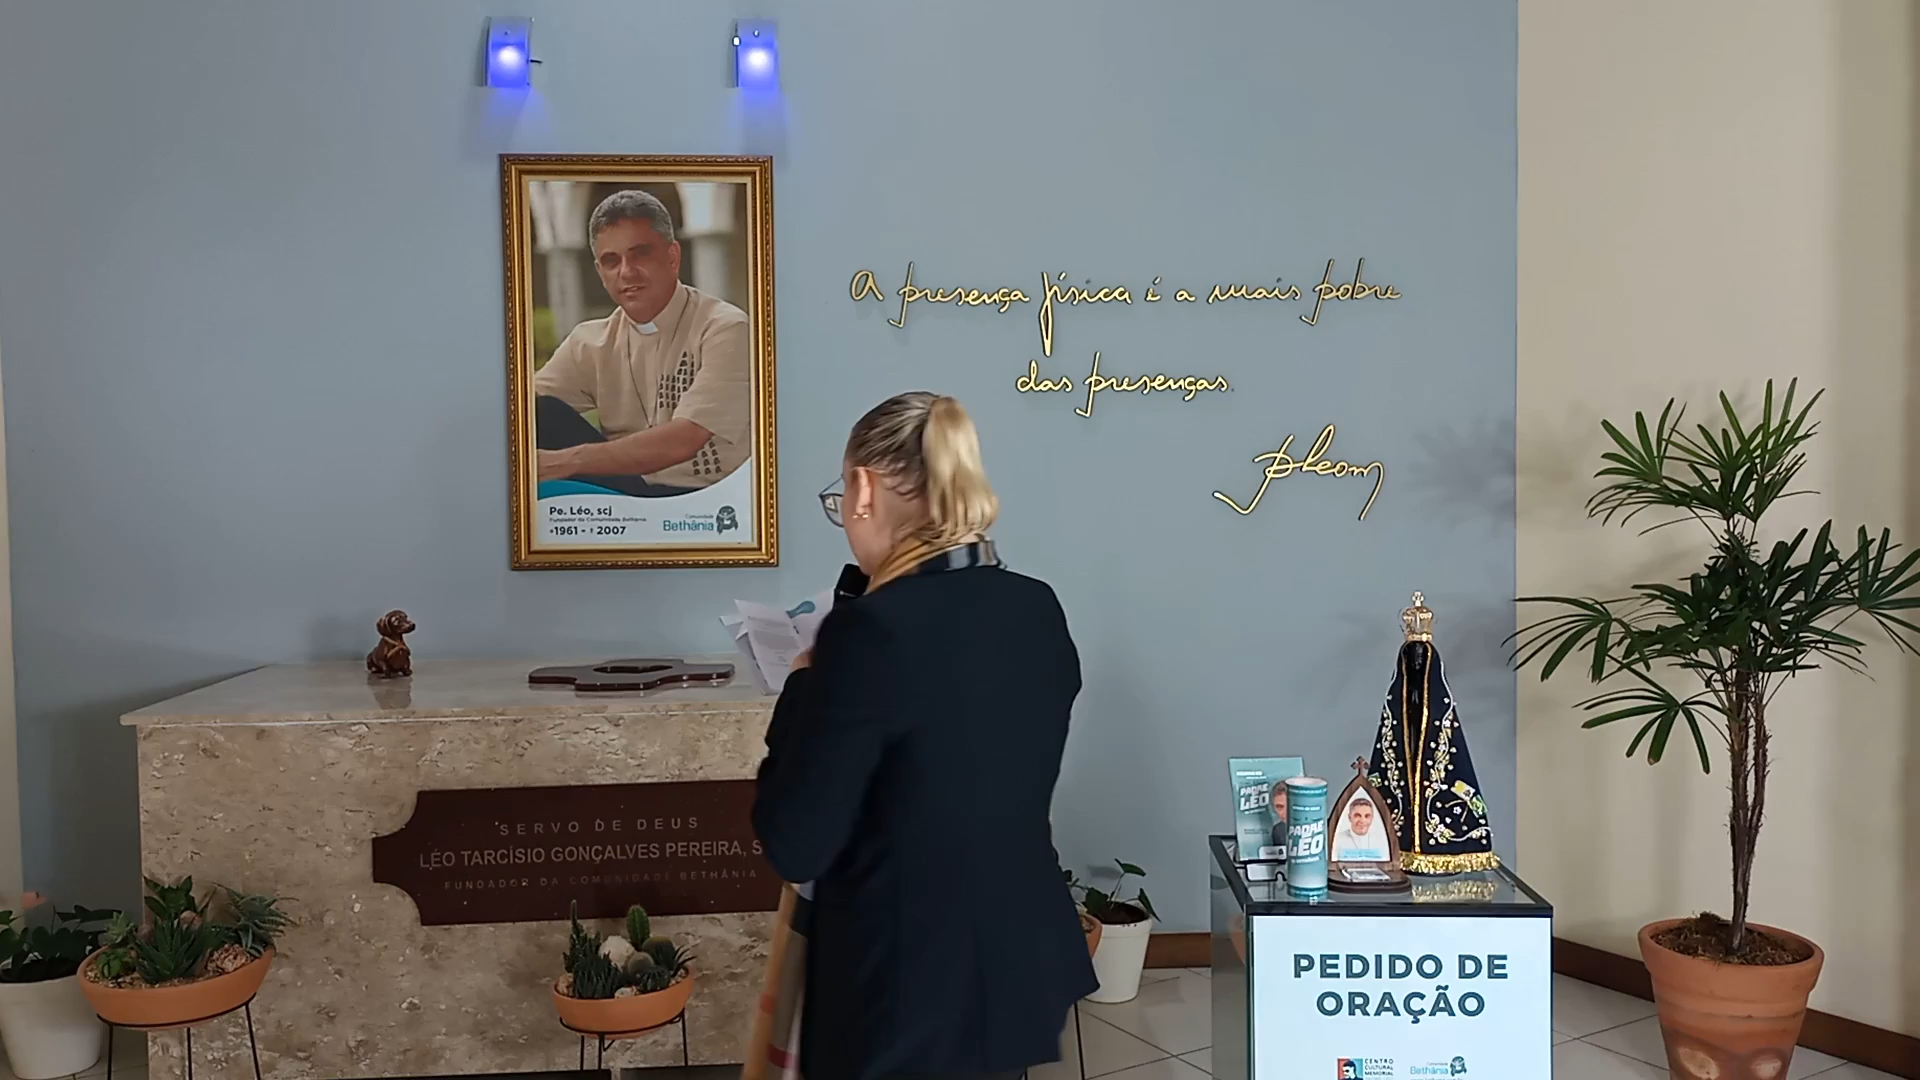 A presença física é a mais pobre
das presenças.
Pe. Léo, scj
Fundador da Comunidade Bethânia
*1961 - † 2007
Comunidade
Bethânia
SERVO DE DEUS
LÉO TARCÍSIO GONÇALVES PEREIRA, S
FUNDADOR DA COMUNIDADE BETHÂNIA
PADRE
LÉO
PADRE
LÉO
PEDIDO DE
ORAÇÃO
CENTRO
CULTURAL
MEMORIAL
Comunidade
Bethânia